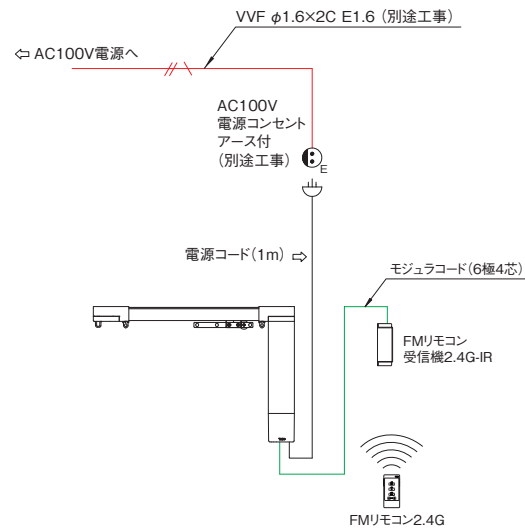 VVF φ1.6×2C E1.6（別途工事）
⇦ AC100V電源へ
AC100V
電源コンセント
アース付
（別途工事）
E
電源コード（1m）⇨
モジュラコード（6極4芯）
FMリモコン
受信機2.4G-IR
FMリモコン2.4G